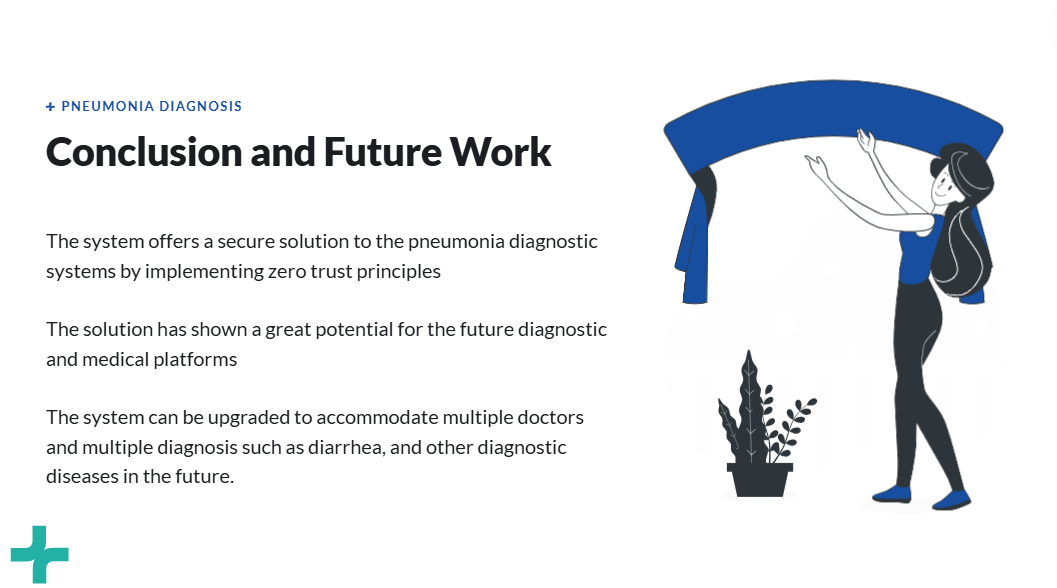 PNEUMONIA DIAGNOSIS
Conclusion and Future Work
The system offers a secure solution to the pneumonia diagnostic
systems by implementing zero trust principles
The solution has shown a great potential for the future diagnostic
and medical platforms
The system can be upgraded to accommodate multiple doctors
and multiple diagnosis such as diarrhea, and other diagnostic
diseases in the future.